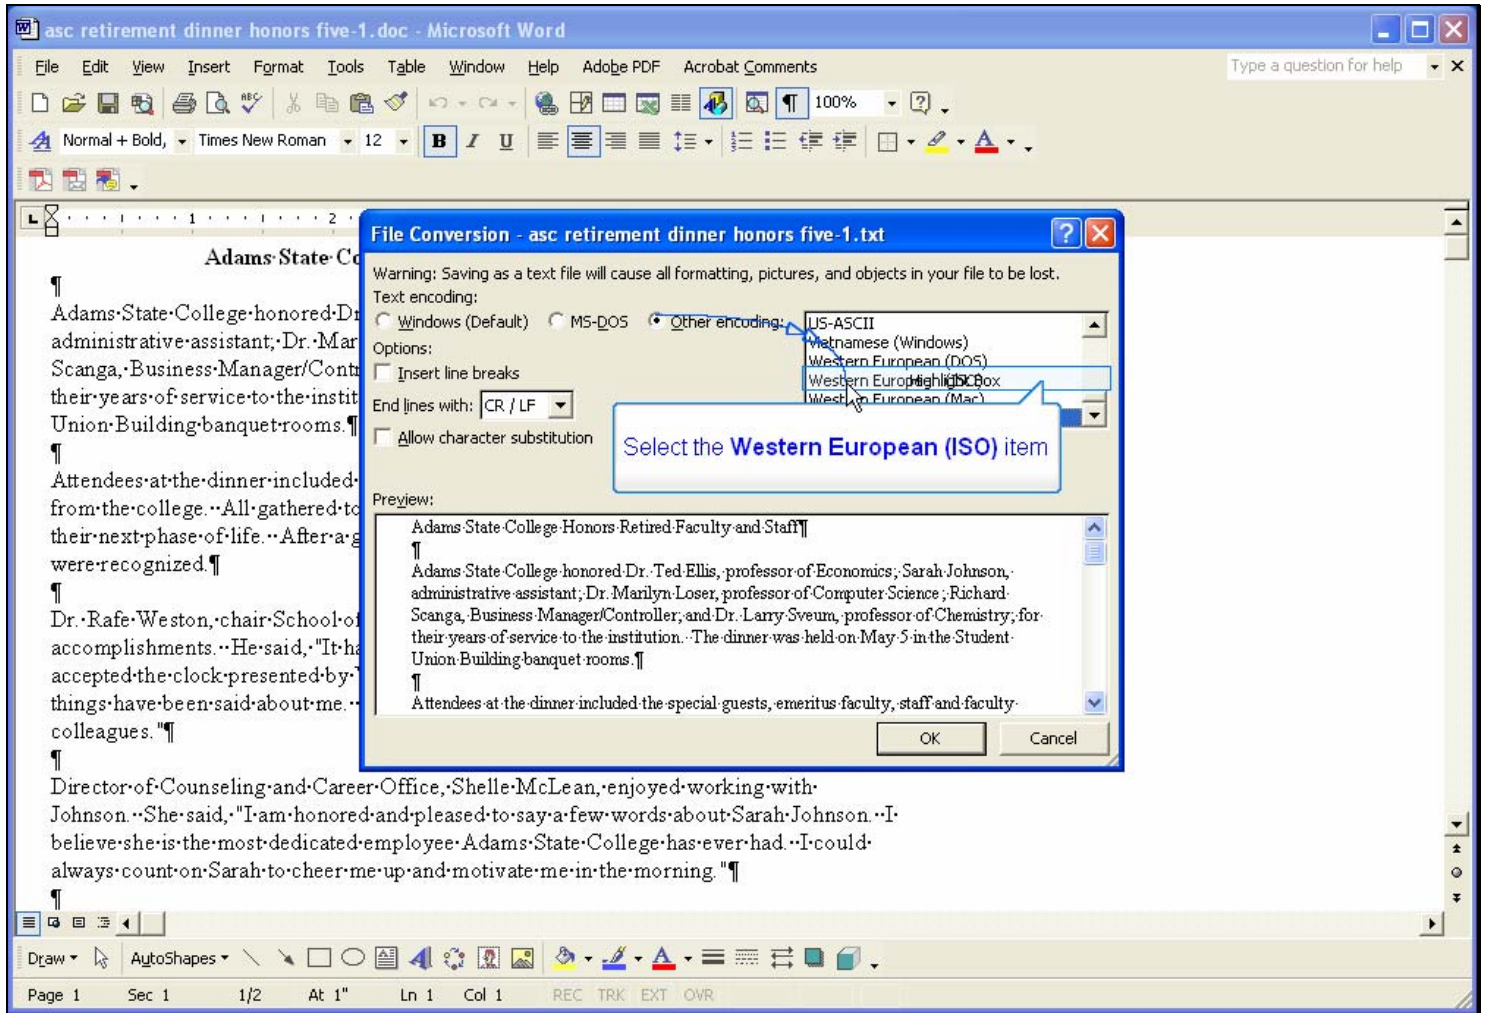 asc retirement dinner honors five-1.doc - Microsoft Word
File Edit View Insert Format Tools Table Window Help Adobe PDF Acrobat Comments Type a question for help
100%
Normal + Bold, Times New Roman 12 B I U
1 2
File Conversion - asc retirement dinner honors five-1.txt
Adams·State·Co
Warning: Saving as a text file will cause all formatting, pictures, and objects in your file to be lost.
Text encoding:
Windows (Default) MS-DOS Other encoding:
US-ASCII
Vietnamese (Windows)
Western European (DOS)
Western European (ISO)
Highlight Box
Western European (Mac)
Options:
Insert line breaks
End lines with: CR / LF
Allow character substitution
Select the Western European (ISO) item
Preview:
Adams·State·College·Honors·Retired·Faculty·and·Staff¶
¶
Adams·State·College·honored·Dr.·Ted·Ellis,·professor·of·Economics;·Sarah·Johnson,·
administrative·assistant;·Dr.·Marilyn·Loser,·professor·of·Computer·Science;·Richard·
Scanga,·Business·Manager/Controller;·and·Dr.·Larry·Sveum,·professor·of·Chemistry;·for·
their·years·of·service·to·the·institution.··The·dinner·was·held·on·May·5·in·the·Student·
Union·Building·banquet·rooms.¶
¶
Attendees·at·the·dinner·included·the·special·guests,·emeritus·faculty,·staff·and·faculty·
OK Cancel
¶
Adams·State·College·honored·Dr
administrative·assistant;·Dr.·Mar
Scanga,·Business·Manager/Contr
their·years·of·service·to·the·instit
Union·Building·banquet·rooms.¶
¶
Attendees·at·the·dinner·included·
from·the·college.··All·gathered·to
their·next·phase·of·life.··After·a·g
were·recognized.¶
¶
Dr.·Rafe·Weston,·chair·School·of
accomplishments.··He·said,·"It·ha
accepted·the·clock·presented·by·
things·have·been·said·about·me.··
colleagues."¶
¶
Director·of·Counseling·and·Career·Office,·Shelle·McLean,·enjoyed·working·with·
Johnson.··She·said,·"I·am·honored·and·pleased·to·say·a·few·words·about·Sarah·Johnson.··I·
believe·she·is·the·most·dedicated·employee·Adams·State·College·has·ever·had.··I·could·
always·count·on·Sarah·to·cheer·me·up·and·motivate·me·in·the·morning."¶
¶
Draw AutoShapes
Page 1 Sec 1 1/2 At 1" Ln 1 Col 1 REC TRK EXT OVR